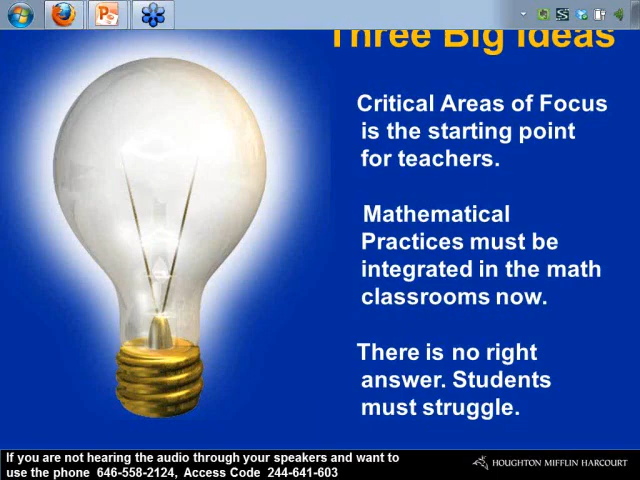 Three Big Ideas
Critical Areas of Focus
is the starting point
for teachers.
Mathematical
Practices must be
integrated in the math
classrooms now.
There is no right
answer. Students
must struggle.
If you are not hearing the audio through your speakers and want to
use the phone 646-558-2124, Access Code 244-641-603
HOUGHTON MIFFLIN HARCOURT